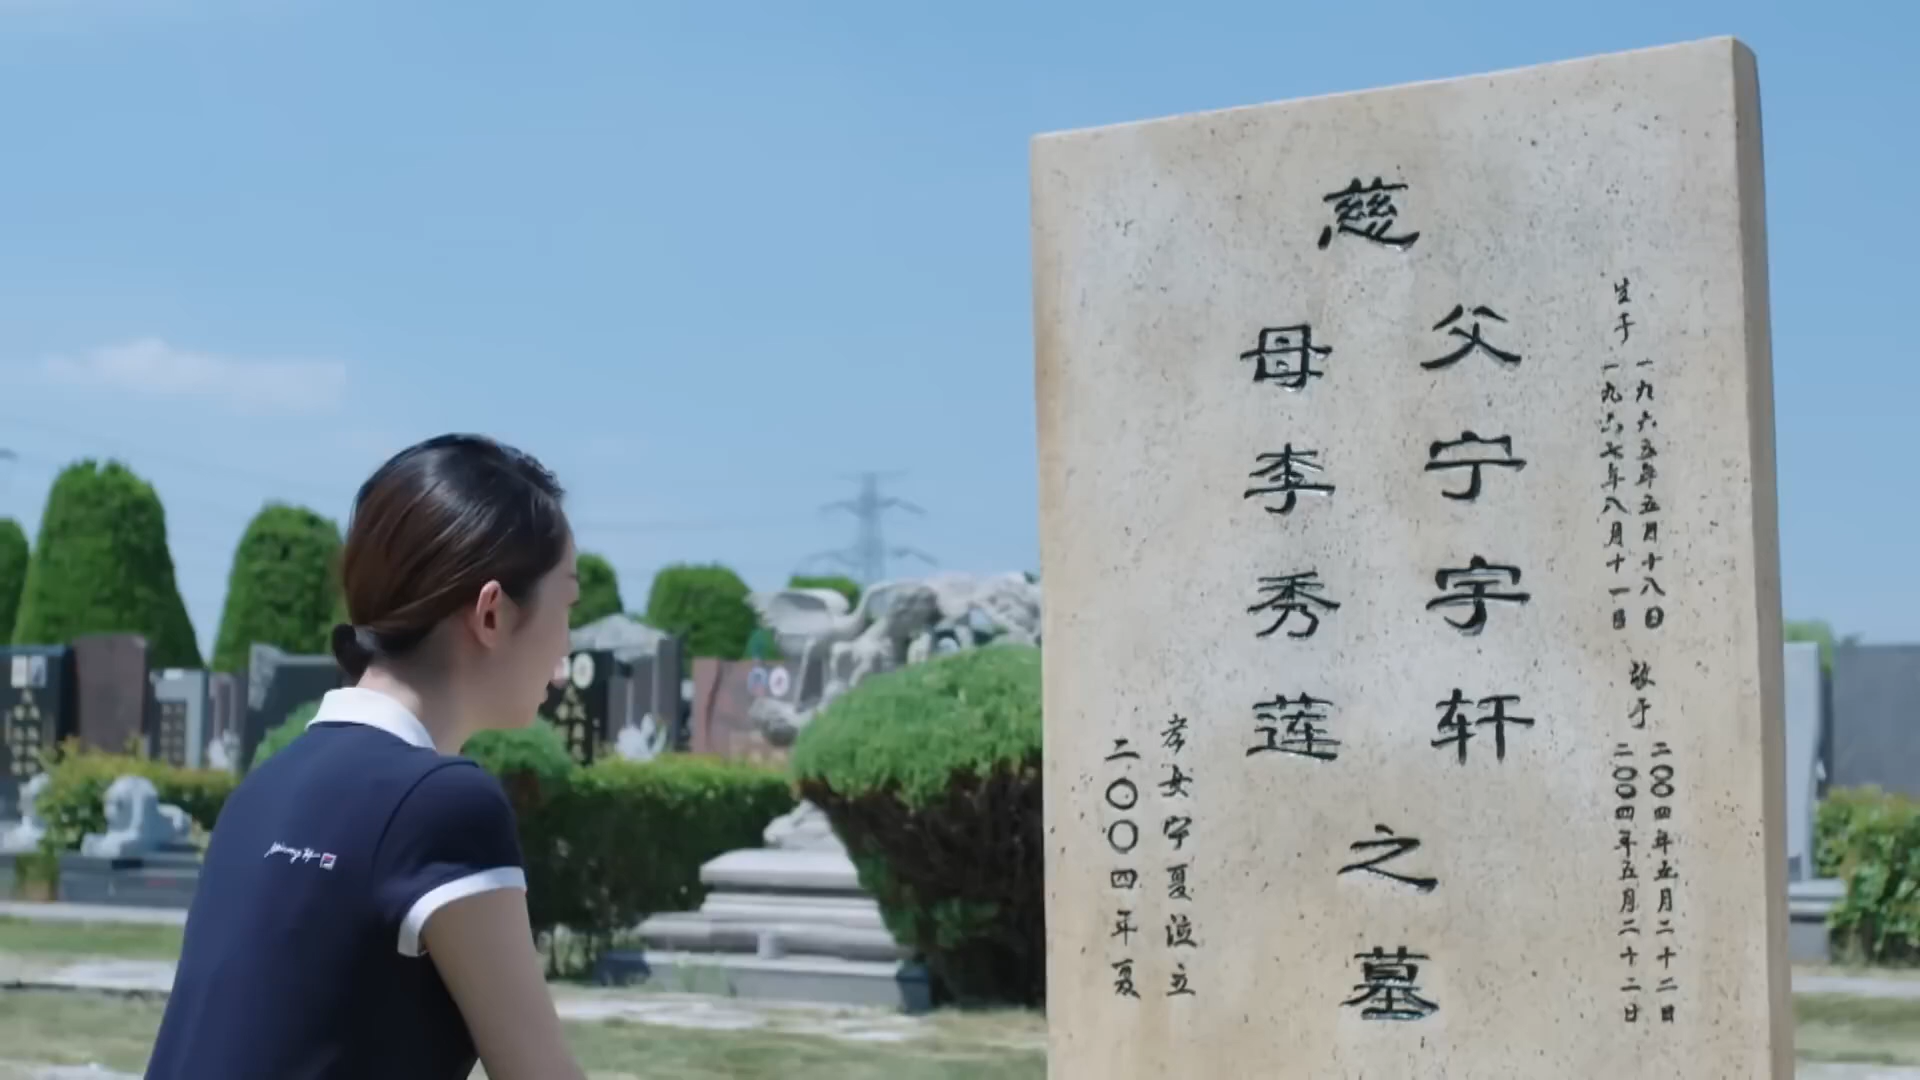 生于
一九六五年五月十八日
一九六七年八月十一日
故于
二〇〇四年五月二十二日
二〇〇四年五月二十二日
慈
父宁宇轩
母李秀莲
之墓
孝女宁夏泣立
二〇〇四年夏